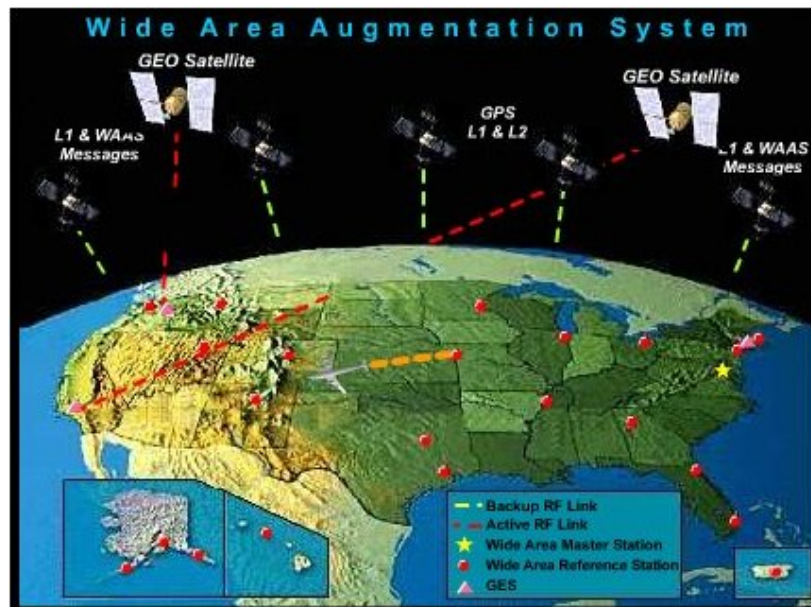 Wide Area Augmentation System
GEO Satellite
GEO Satellite
GPS
L1 & L2
L1 & WAAS
Messages
L1 & WAAS
Messages
Backup RF Link
Active RF Link
Wide Area Master Station
Wide Area Reference Station
GES